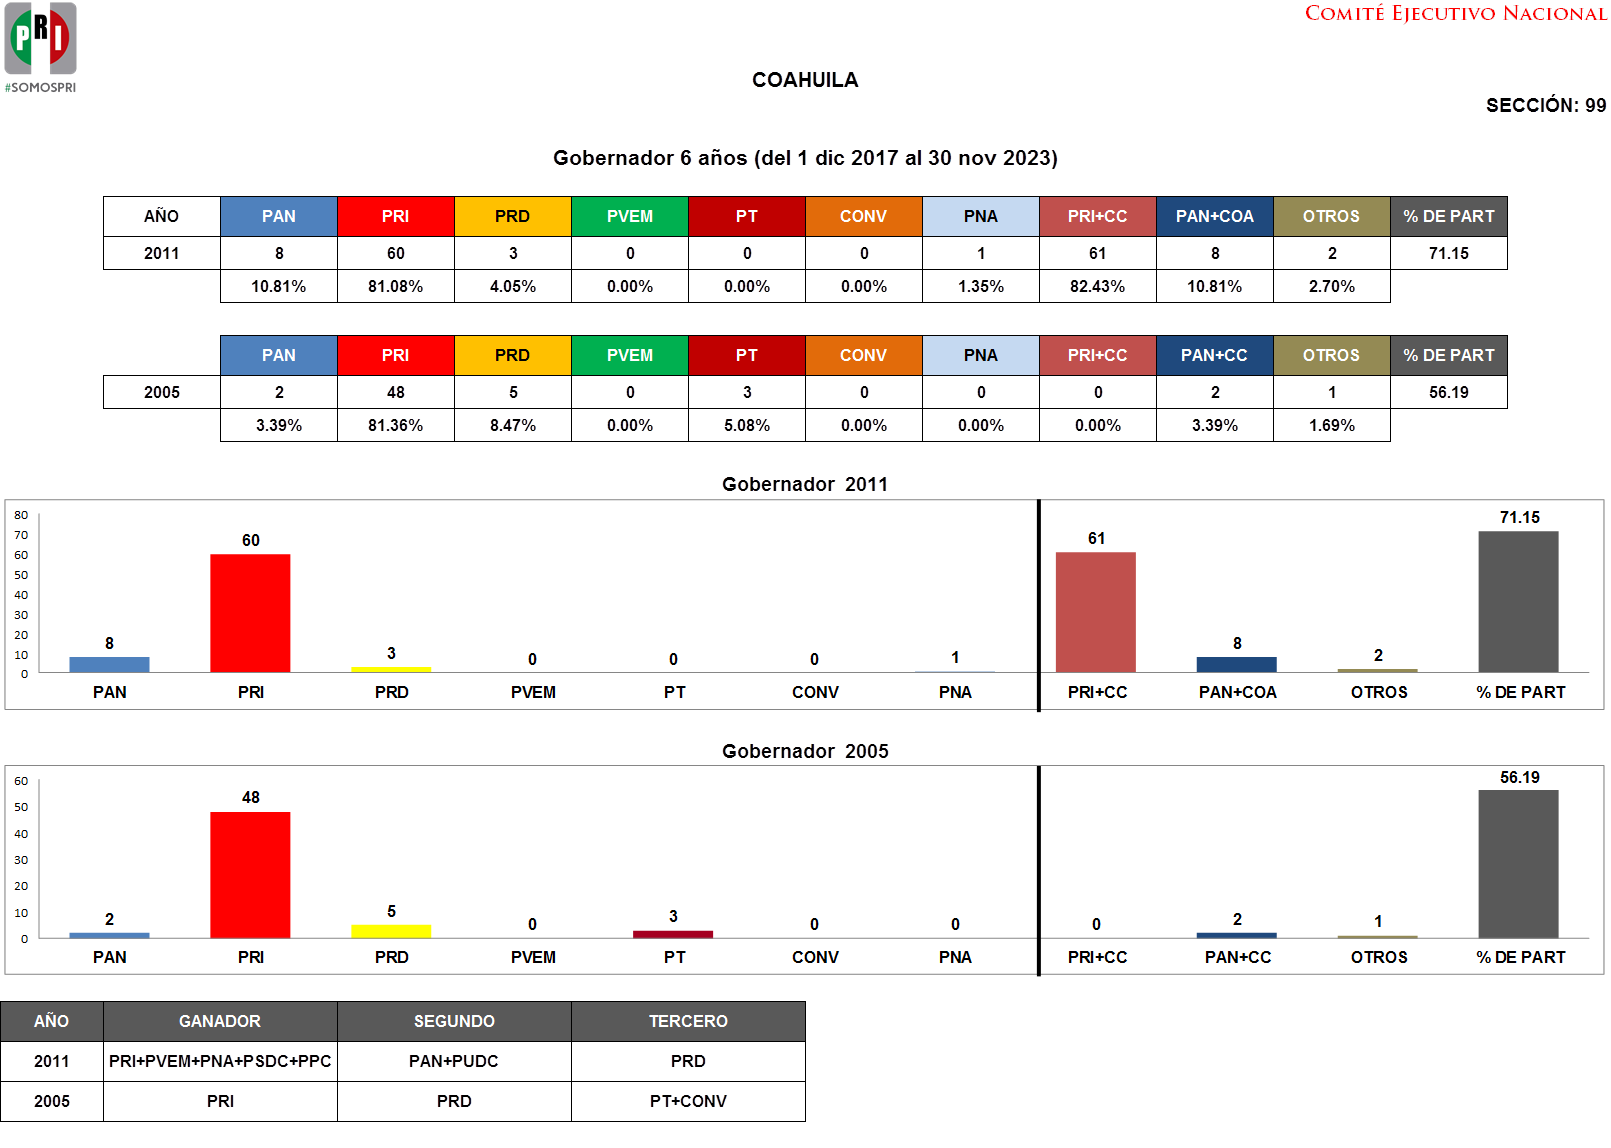 PRI
#SOMOSPRI
COMITÉ EJECUTIVO NACIONAL
COAHUILA
SECCIÓN: 99
Gobernador 6 años (del 1 dic 2017 al 30 nov 2023)
AÑO PAN PRI PRD PVEM PT CONV PNA PRI+CC PAN+COA OTROS % DE PART
2011 8 60 3 0 0 0 1 61 8 2 71.15
10.81% 81.08% 4.05% 0.00% 0.00% 0.00% 1.35% 82.43% 10.81% 2.70%
PAN PRI PRD PVEM PT CONV PNA PRI+CC PAN+CC OTROS % DE PART
2005 2 48 5 0 3 0 0 0 2 1 56.19
3.39% 81.36% 8.47% 0.00% 5.08% 0.00% 0.00% 0.00% 3.39% 1.69%
Gobernador 2011
80
70
60
50
40
30
20
10
0
8 60 3 0 0 0 1 61 8 2 71.15
PAN PRI PRD PVEM PT CONV PNA PRI+CC PAN+COA OTROS % DE PART
Gobernador 2005
60
50
40
30
20
10
0
2 48 5 0 3 0 0 0 2 1 56.19
PAN PRI PRD PVEM PT CONV PNA PRI+CC PAN+CC OTROS % DE PART
AÑO GANADOR SEGUNDO TERCERO
2011 PRI+PVEM+PNA+PSDC+PPC PAN+PUDC PRD
2005 PRI PRD PT+CONV